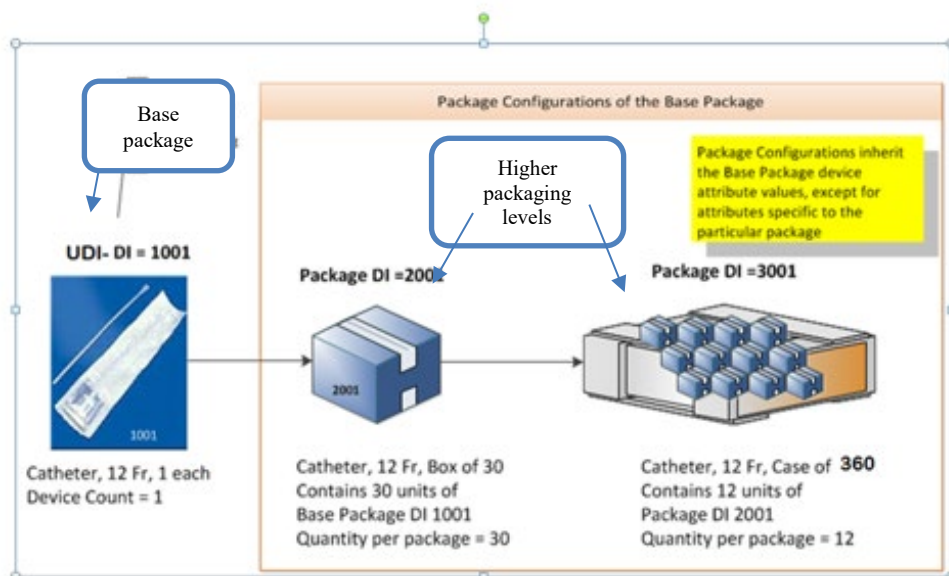 Package Configurations of the Base Package
Base
package
Higher
packaging
levels
Package Configurations inherit
the Base Package device
attribute values, except for
attributes specific to the
particular package
UDI- DI = 1001
Package DI =2001
Package DI =3001
1001
2001
Catheter, 12 Fr, 1 each
Device Count = 1
Catheter, 12 Fr, Box of 30
Contains 30 units of
Base Package DI 1001
Quantity per package = 30
Catheter, 12 Fr, Case of 360
Contains 12 units of
Package DI 2001
Quantity per package = 12